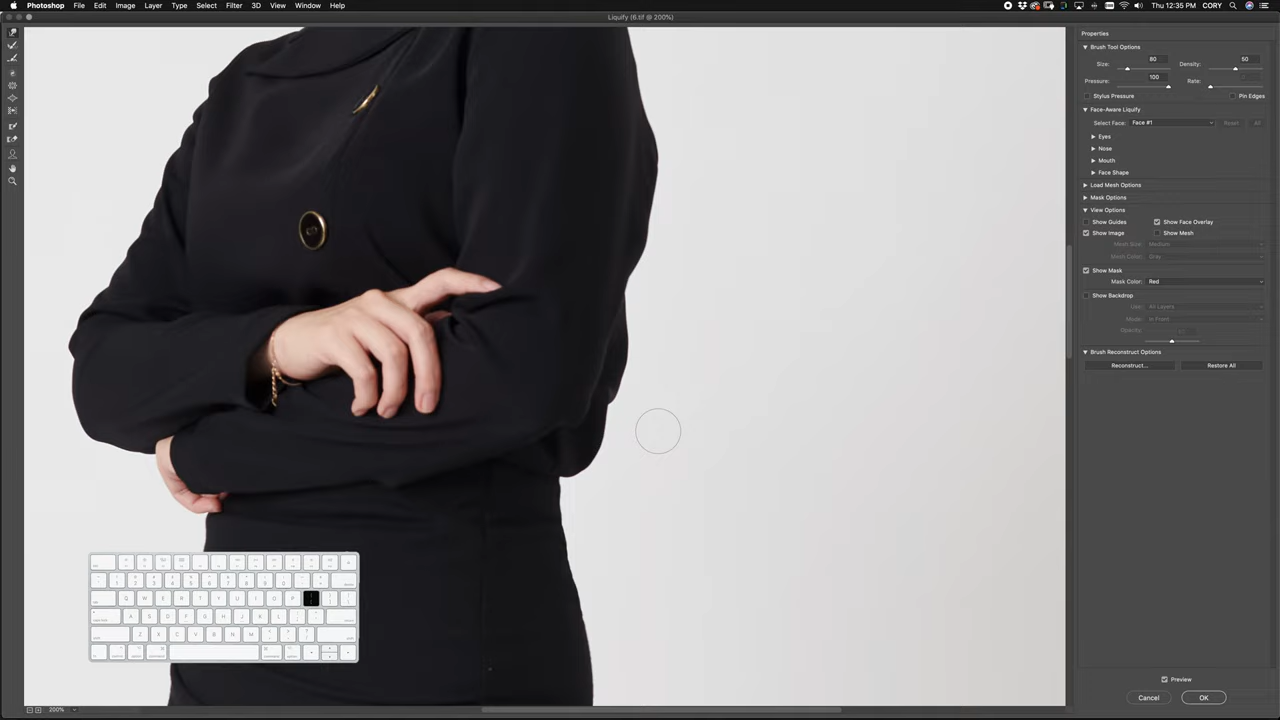 Photoshop File Edit Image Layer Type Select Filter 3D View Window Help
Thu 12:35 PM CORY
Liquify (6.tif @ 200%)
Properties
Brush Tool Options
Size: 80 Density: 50
Pressure: 100 Rate:
Stylus Pressure Pin Edges
Face-Aware Liquify
Select Face: Face #1 Reset All
Eyes
Nose
Mouth
Face Shape
Load Mesh Options
Mask Options
View Options
Show Guides Show Face Overlay
Show Image Show Mesh
Mesh Size: Medium
Mesh Color: Gray
Show Mask
Mask Color: Red
Show Backdrop
Use: All Layers
Mode: In Front
Opacity:
Brush Reconstruct Options
Reconstruct... Restore All
Q W E R T Y U I O P
A S D F G H J K L
Z X C V B N M
Preview
Cancel OK
200%